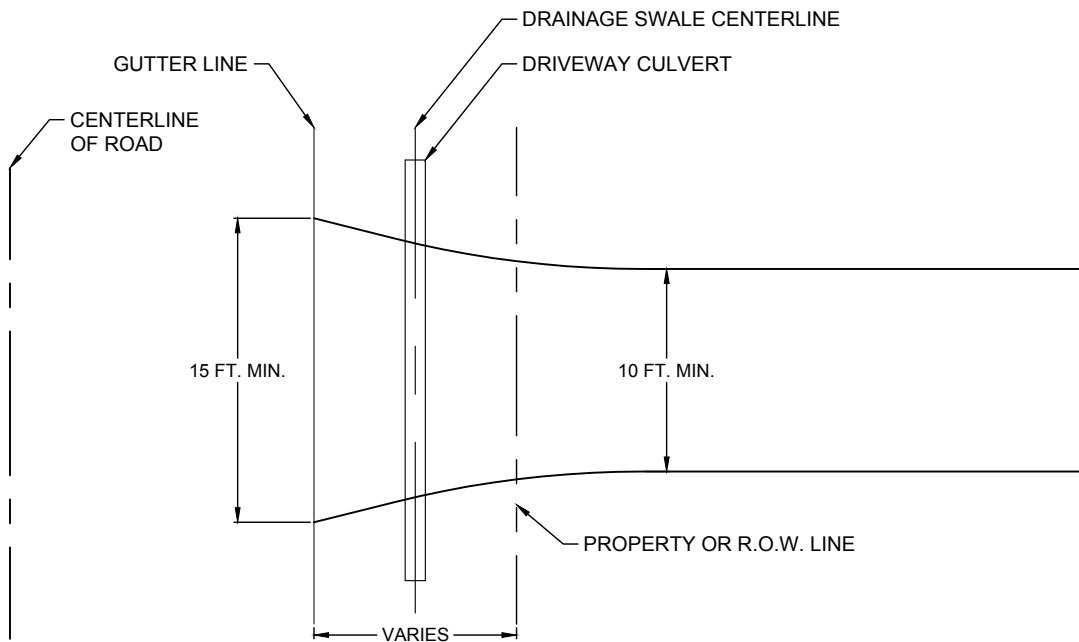 DRAINAGE SWALE CENTERLINE
GUTTER LINE
DRIVEWAY CULVERT
CENTERLINE
OF ROAD
15 FT. MIN.
10 FT. MIN.
PROPERTY OR R.O.W. LINE
VARIES